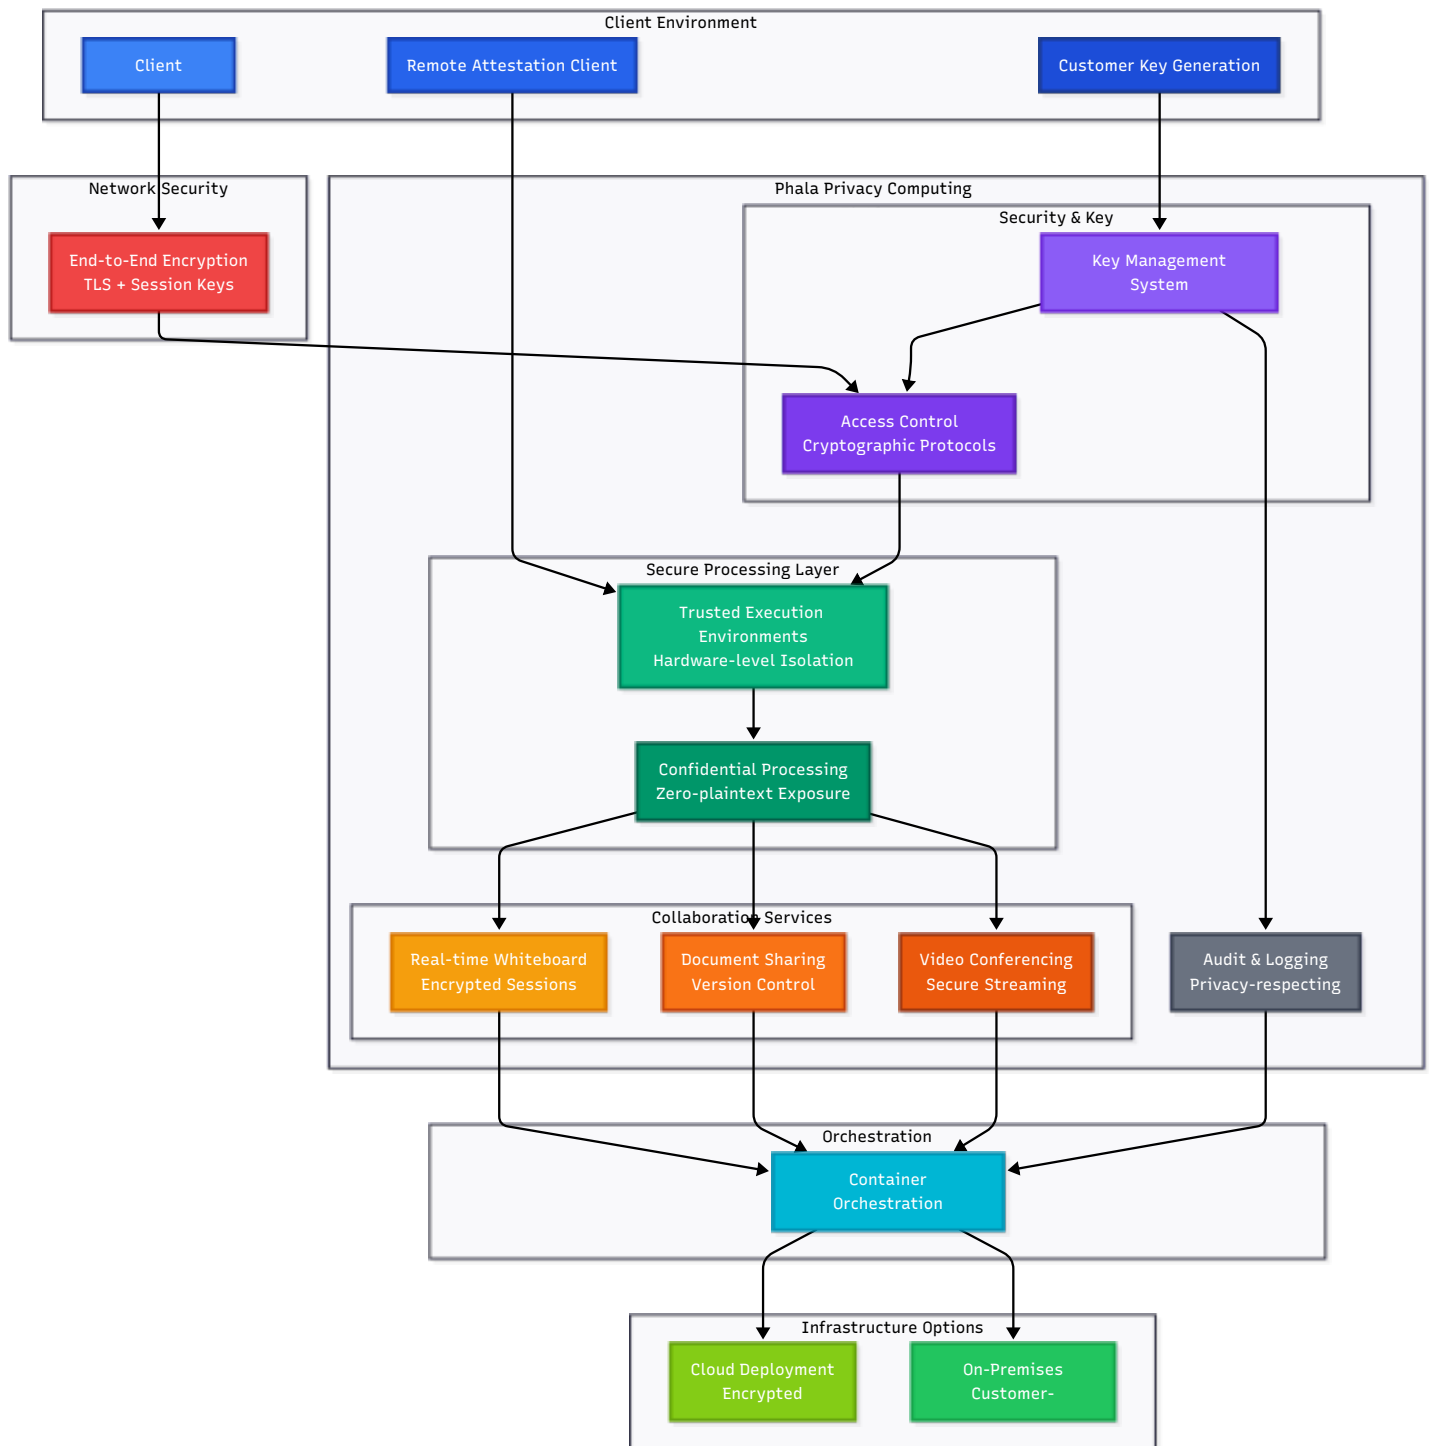 Client Environment
Client
Remote Attestation Client
Customer Key Generation
Network Security
Phala Privacy Computing
Security & Key
End-to-End Encryption
TLS + Session Keys
Key Management
System
Access Control
Cryptographic Protocols
Secure Processing Layer
Trusted Execution
Environments
Hardware-level Isolation
Confidential Processing
Zero-plaintext Exposure
Collaboration Services
Real-time Whiteboard
Encrypted Sessions
Document Sharing
Version Control
Video Conferencing
Secure Streaming
Audit & Logging
Privacy-respecting
Orchestration
Container
Orchestration
Infrastructure Options
Cloud Deployment
Encrypted
On-Premises
Customer-